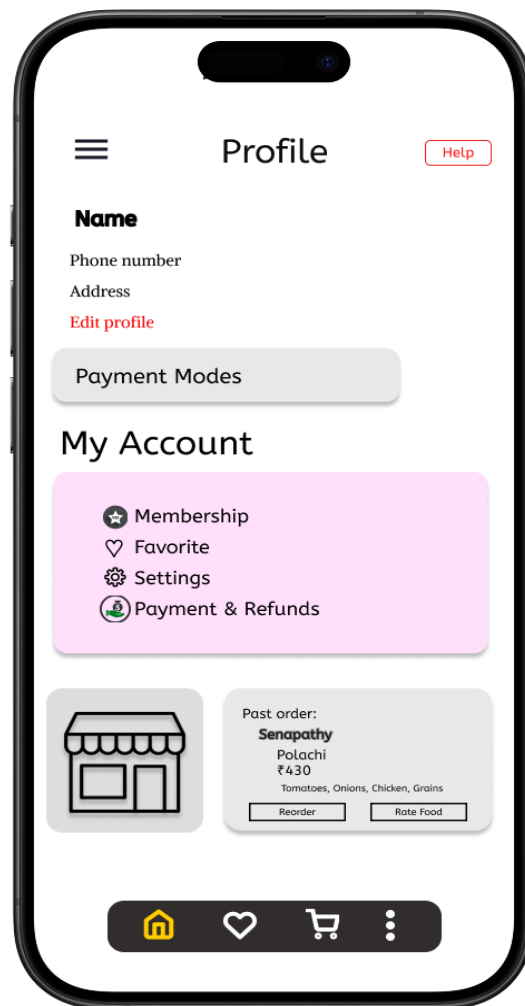 Profile
Help
Name
Phone number
Address
Edit profile
Payment Modes
My Account
Membership
Favorite
Settings
Payment & Refunds
Past order:
Senapathy
Polachi
₹430
Tomatoes, Onions, Chicken, Grains
Reorder
Rate Food